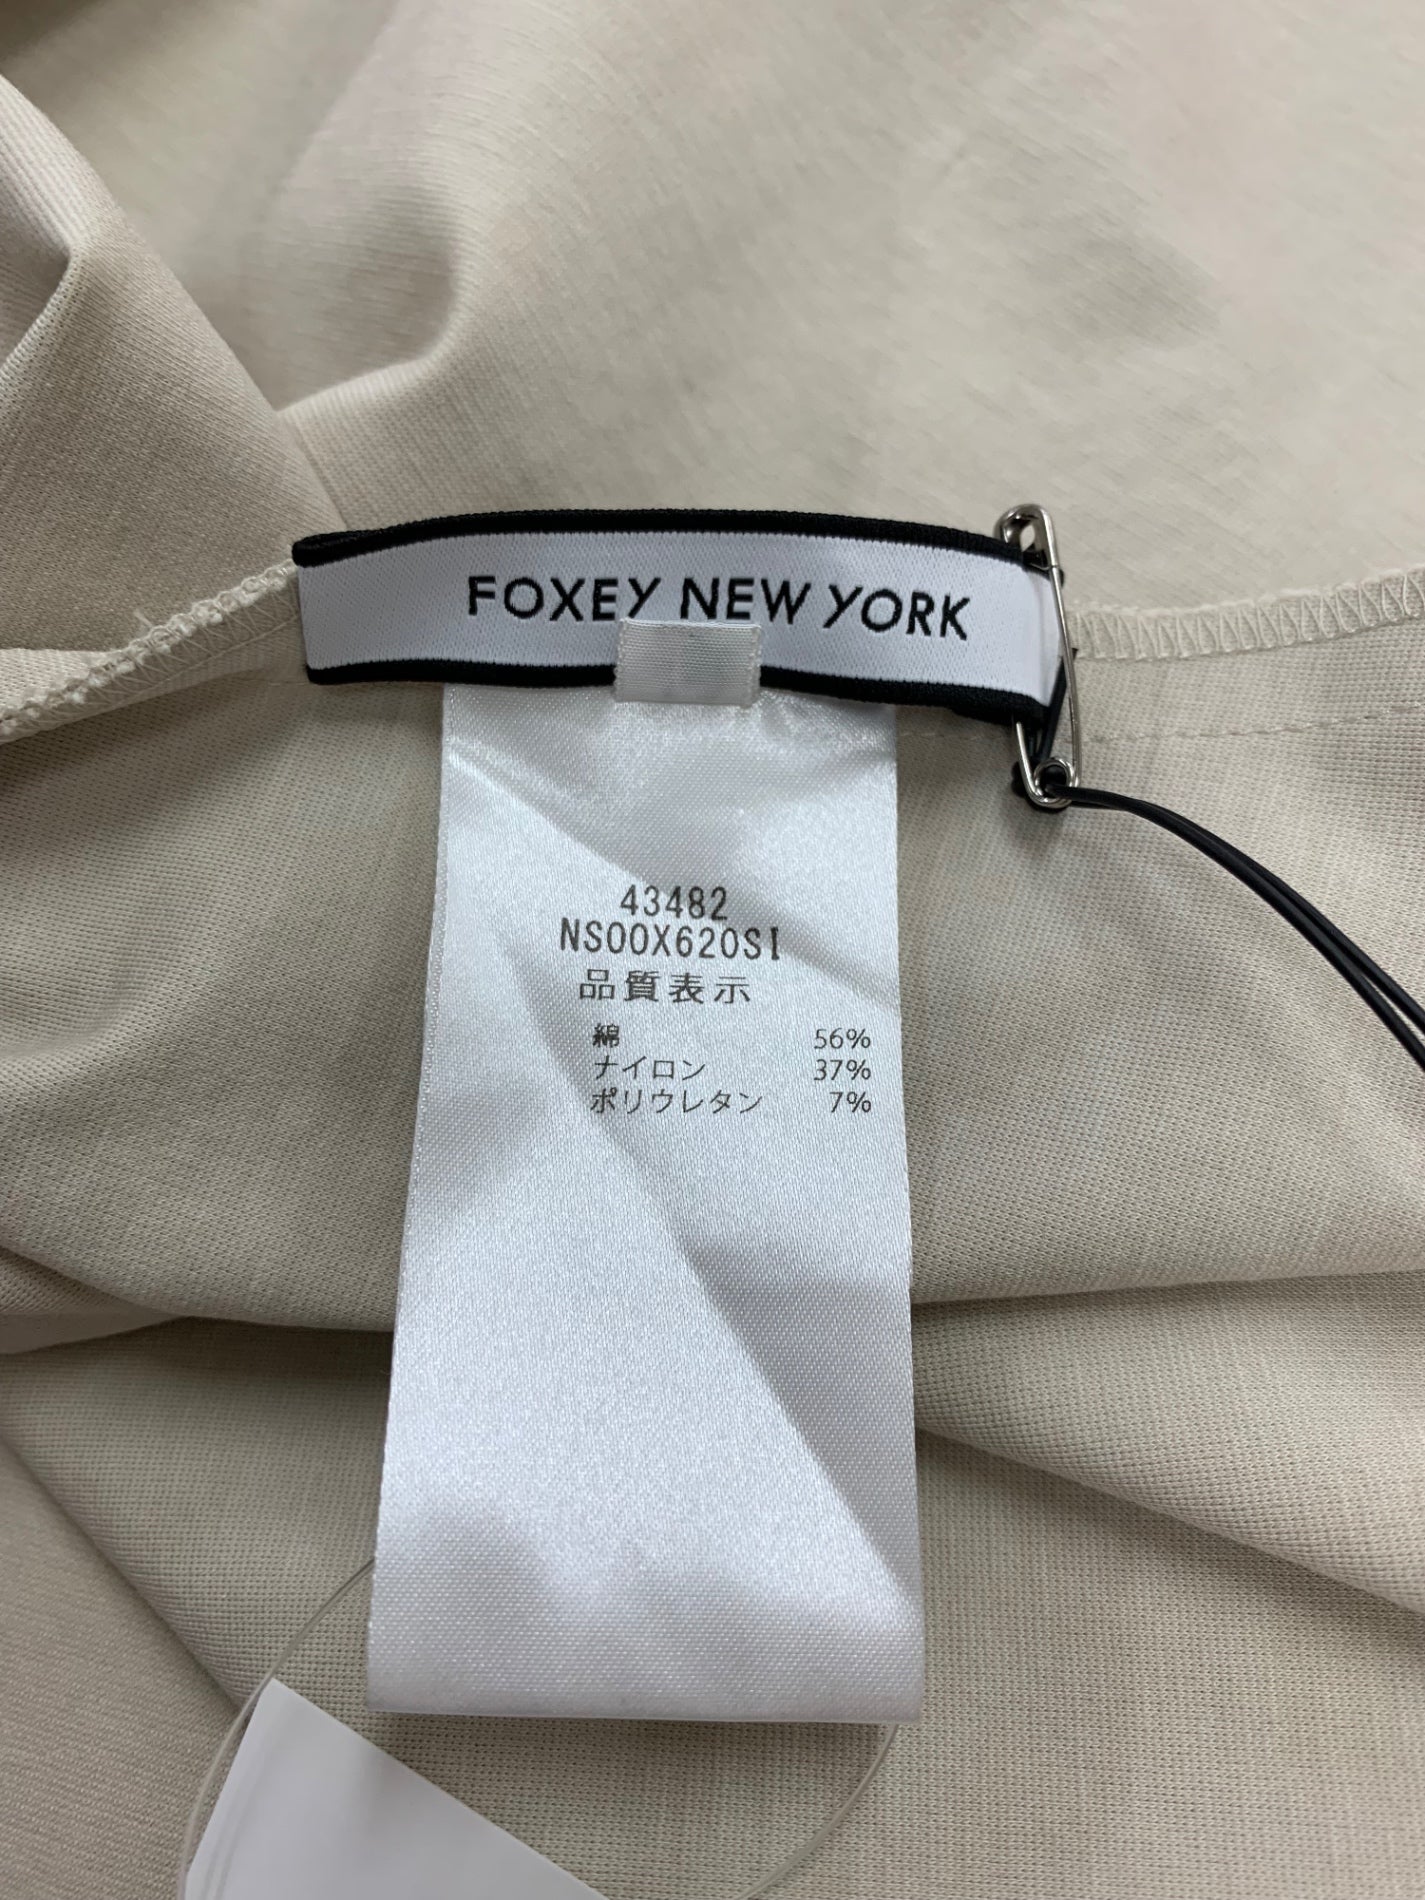 FOXEY NEW YORK
43482
NS00X620SI
品質表示
綿 56%
ナイロン 37%
ポリウレタン 7%